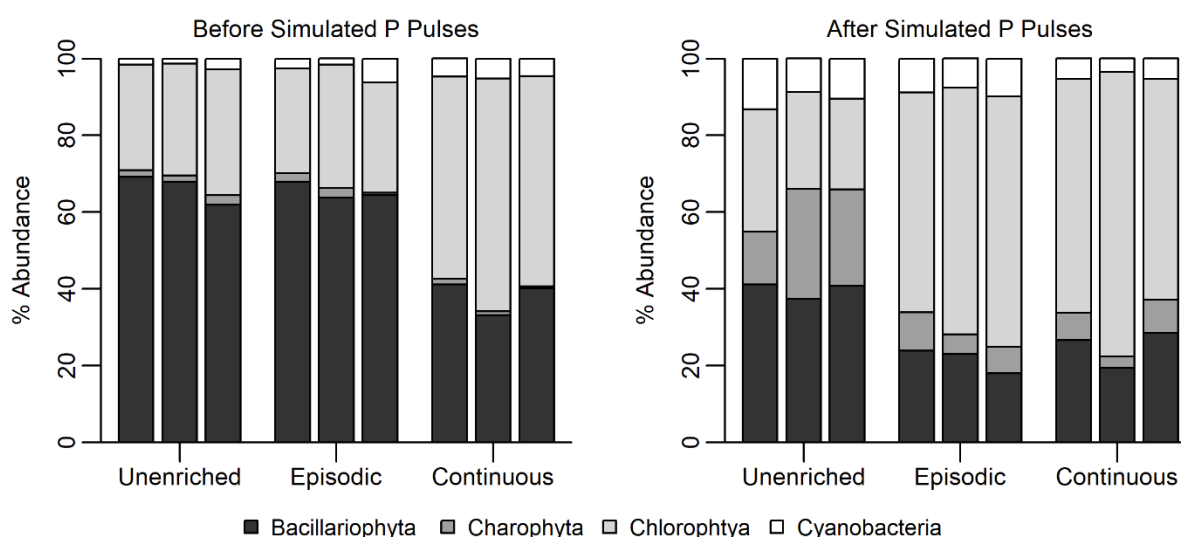 Before Simulated P Pulses
% Abundance
0 20 40 60 80 100
Unenriched Episodic Continuous
After Simulated P Pulses
% Abundance
0 20 40 60 80 100
Unenriched Episodic Continuous
Bacillariophyta Charophyta Chlorophtya Cyanobacteria